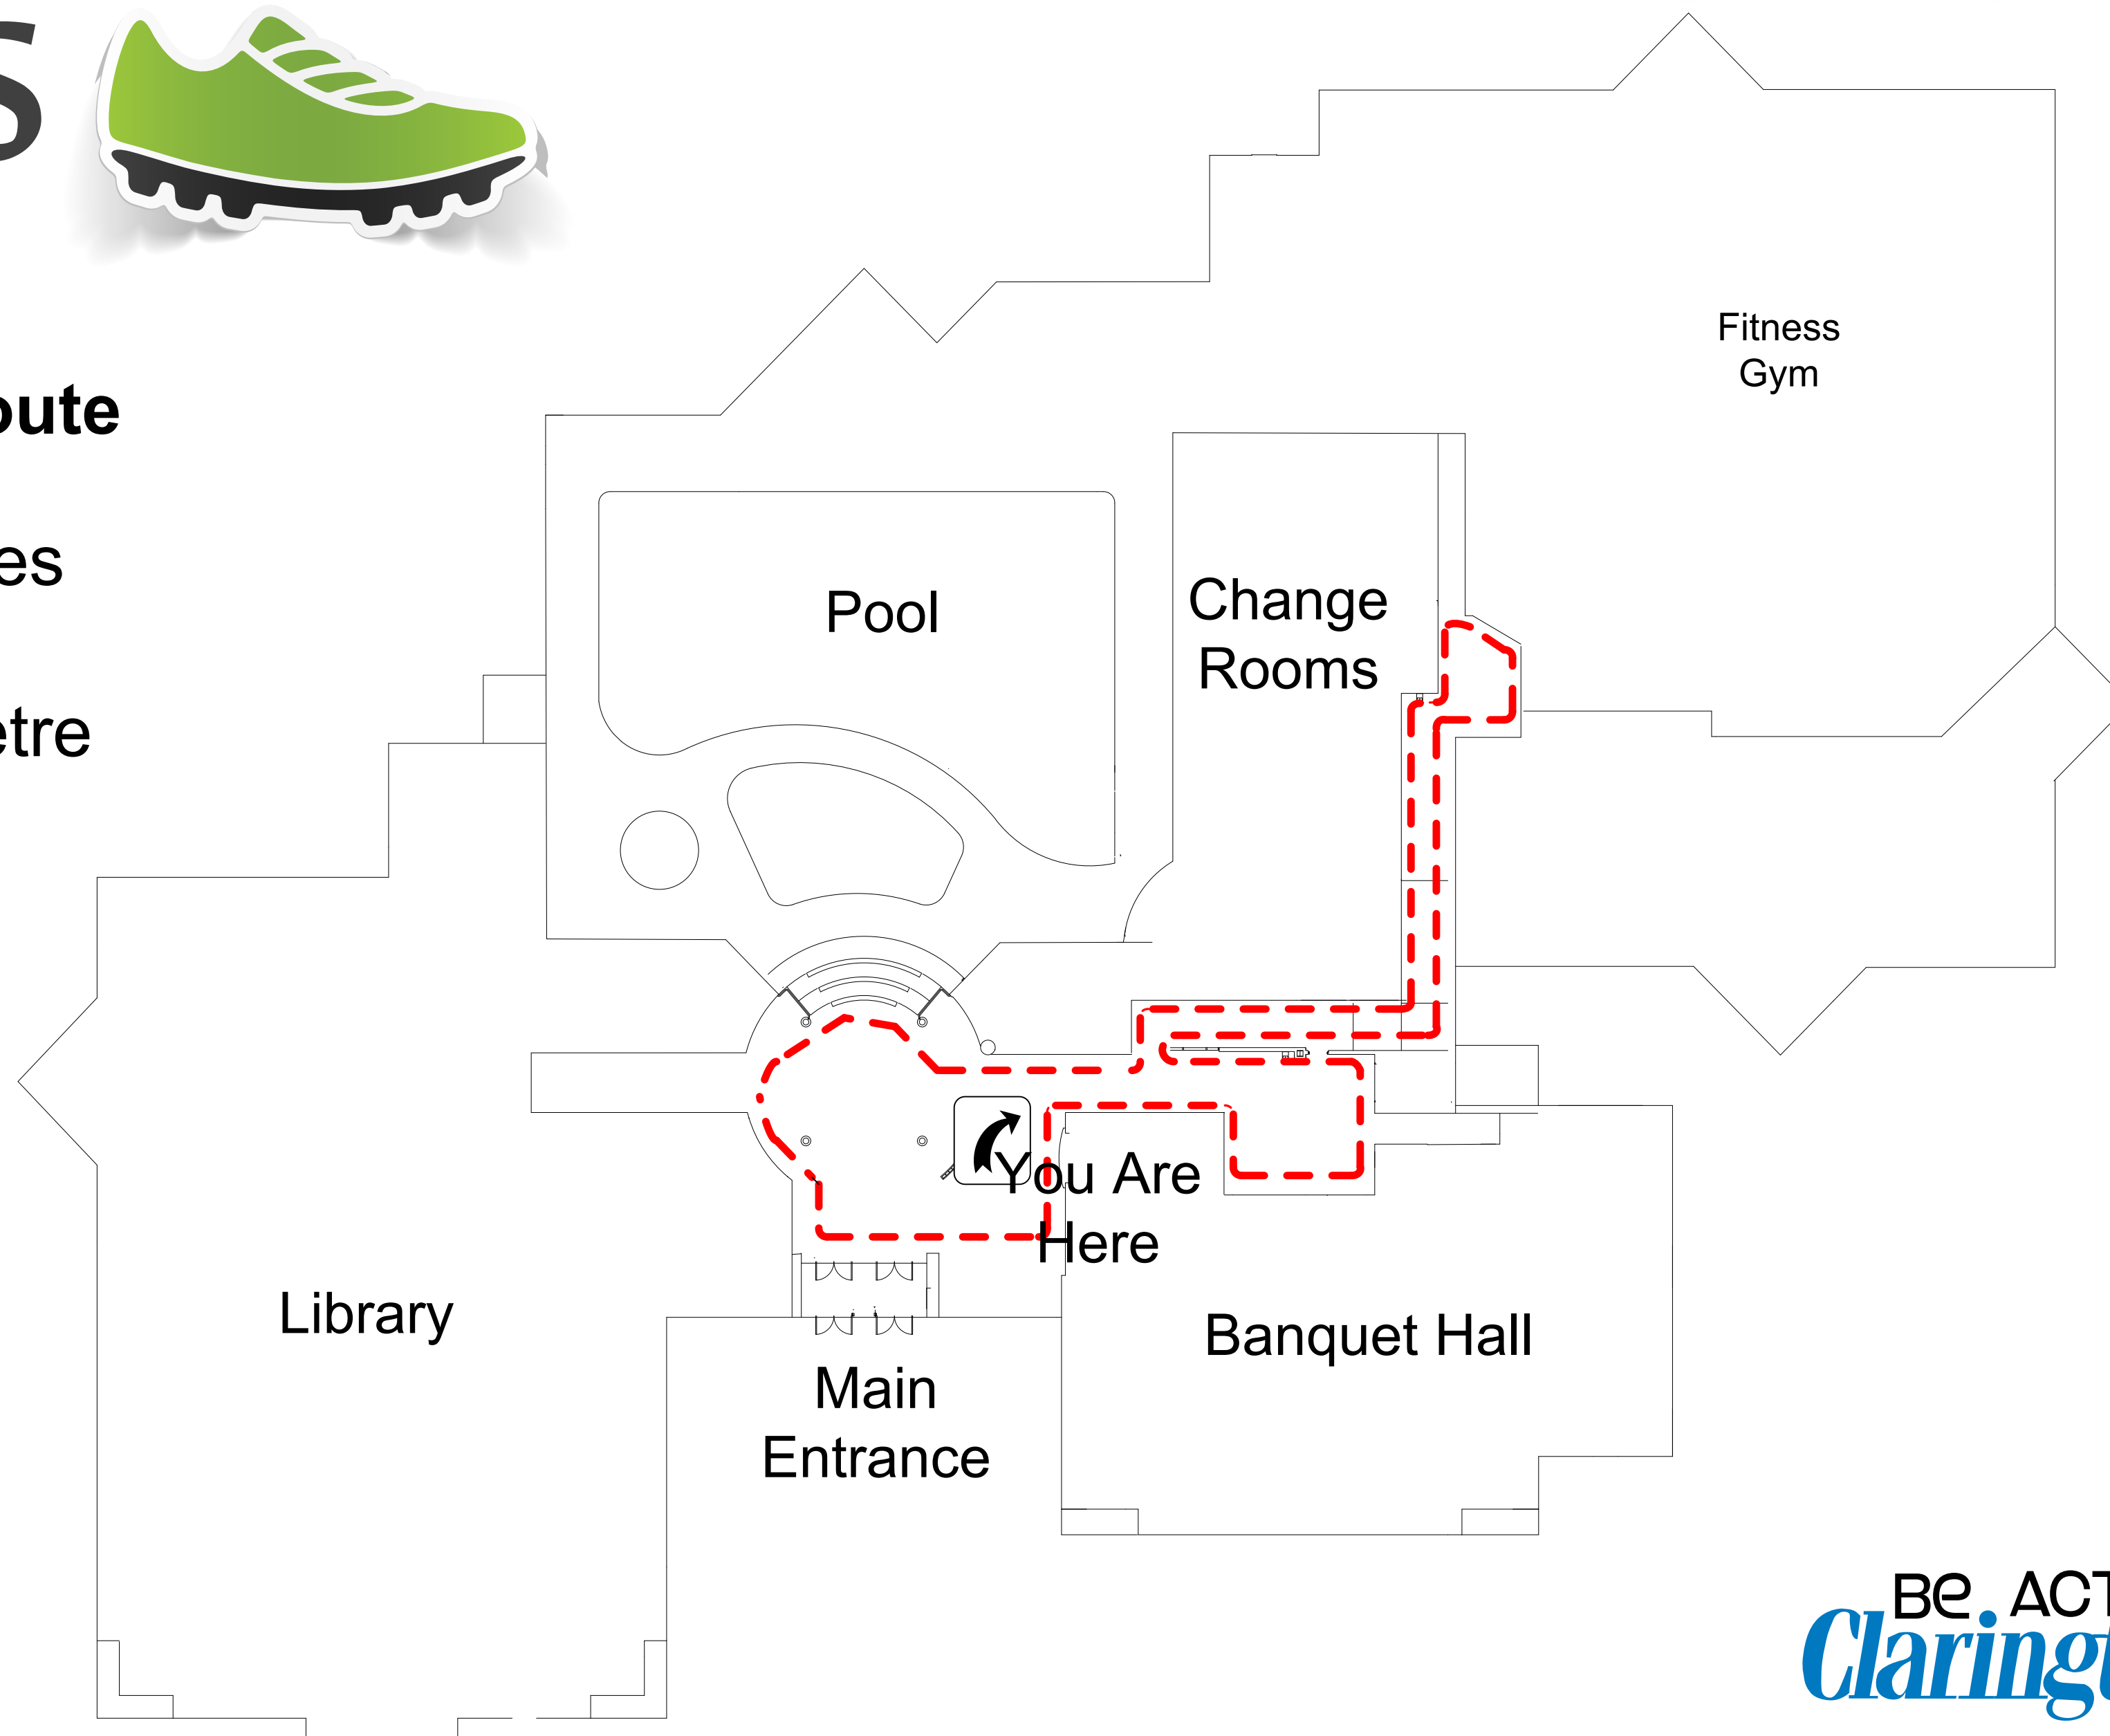 S
oute
es
etre
Fitness
Gym
Pool
Change
Rooms
You Are
Here
Library
Banquet Hall
Main
Entrance
Be ACT
Claringt